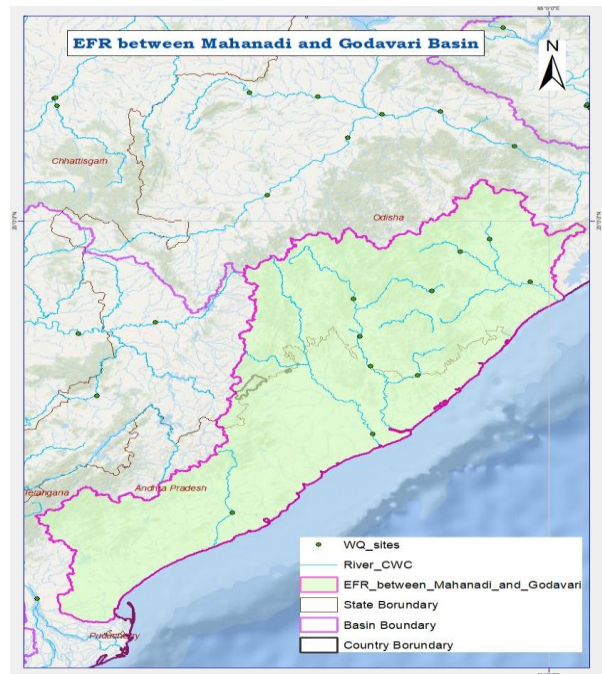 EFR between Mahanadi and Godavari Basin
N
Chhattisgarh
Odisha
Telangana
Andhra Pradesh
Puducherry
WQ_sites
River_CWC
EFR_between_Mahanadi_and_Godavari
State Borundary
Basin Boundary
Country Borundary